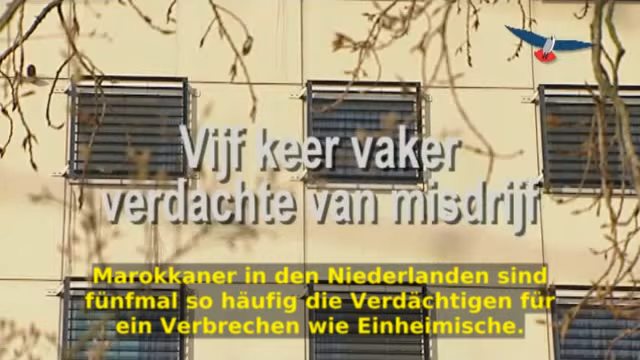 Vijf keer vaker
verdachte van misdrijf
Marokkaner in den Niederlanden sind
fünfmal so häufig die Verdächtigen für
ein Verbrechen wie Einheimische.